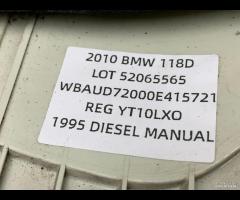 2010 BMW 118D
LOT 52065565
WBAUD72000E415721
REG YT10LXO
1995 DIESEL MANUAL